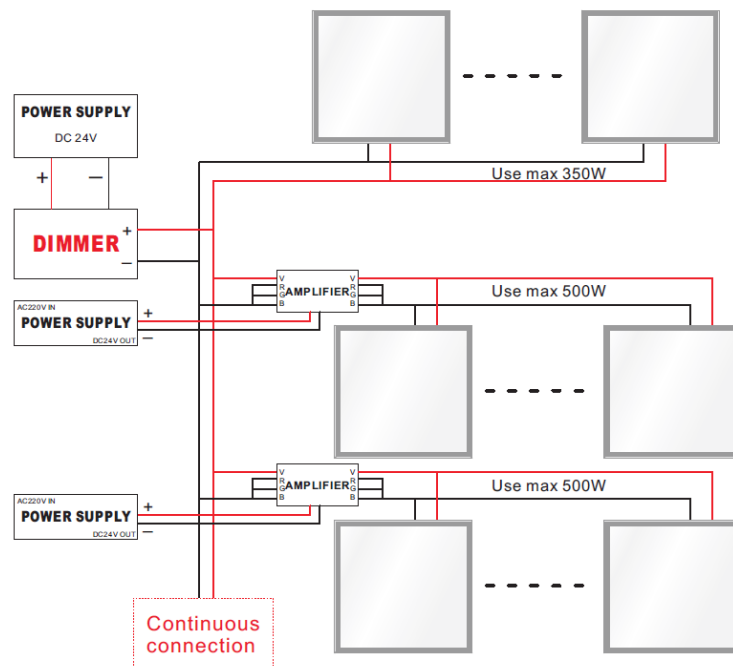 POWER SUPPLY
DC 24V
+ —
DIMMER
+
—
Use max 350W
AC220V IN
POWER SUPPLY
DC24V OUT
+
—
V
R
G
B
AMPLIFIER
V
R
G
B
Use max 500W
AC220V IN
POWER SUPPLY
DC24V OUT
+
—
V
R
G
B
AMPLIFIER
V
R
G
B
Use max 500W
Continuous
connection